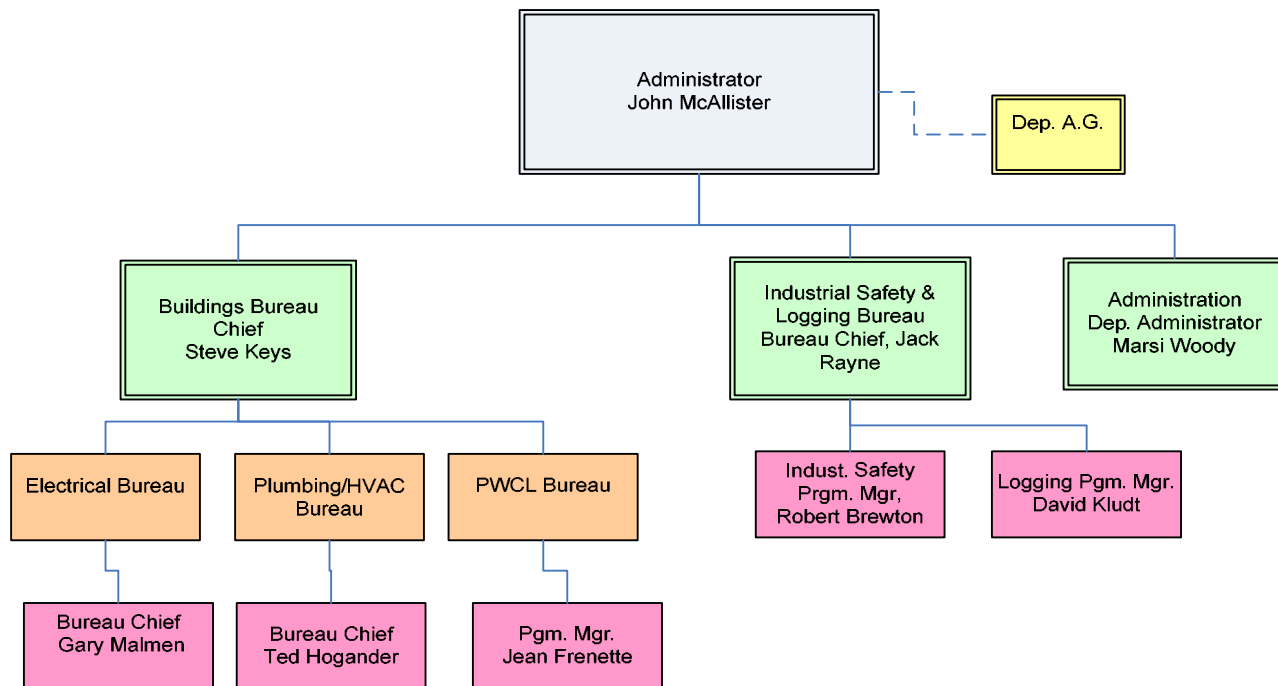 Administrator
John McAllister
Dep. A.G.
Buildings Bureau
Chief
Steve Keys
Industrial Safety &
Logging Bureau
Bureau Chief, Jack
Rayne
Administration
Dep. Administrator
Marsi Woody
Electrical Bureau
Plumbing/HVAC
Bureau
PWCL Bureau
Indust. Safety
Prgm. Mgr,
Robert Brewton
Logging Pgm. Mgr.
David Kludt
Bureau Chief
Gary Malmen
Bureau Chief
Ted Hogander
Pgm. Mgr.
Jean Frenette